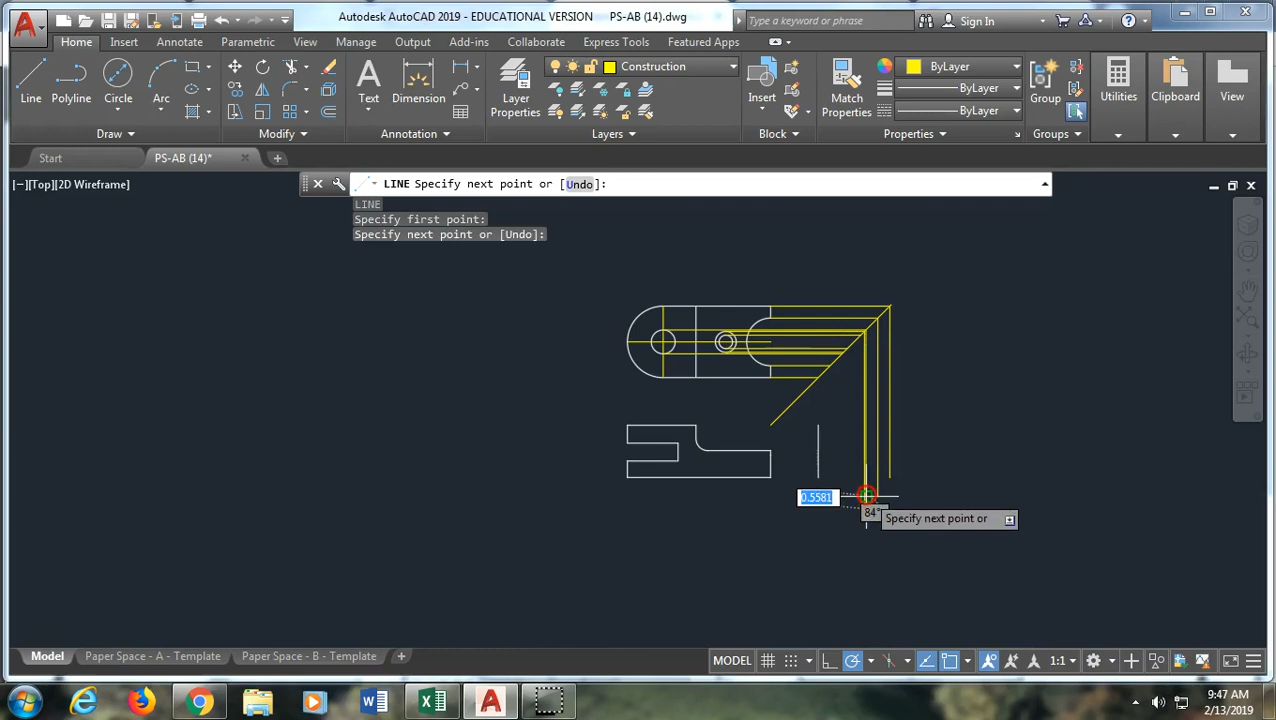 Autodesk AutoCAD 2019 - EDUCATIONAL VERSION PS-AB (14).dwg
Type a keyword or phrase
Sign In
Home Insert Annotate Parametric View Manage Output Add-ins Collaborate Express Tools Featured Apps
Construction
ByLayer
ByLayer
ByLayer
Line Polyline Circle Arc
Text Dimension
Layer Properties
Insert
Match Properties
Group
Utilities
Clipboard
View
Draw Modify Annotation Layers Block Properties Groups
Start PS-AB (14)*
[−][Top][2D Wireframe]
LINE Specify next point or [Undo]:
LINE
Specify first point:
Specify next point or [Undo]:
0.5581
84°
Specify next point or
Model Paper Space - A - Template Paper Space - B - Template
MODEL 1:1
9:47 AM
2/13/2019